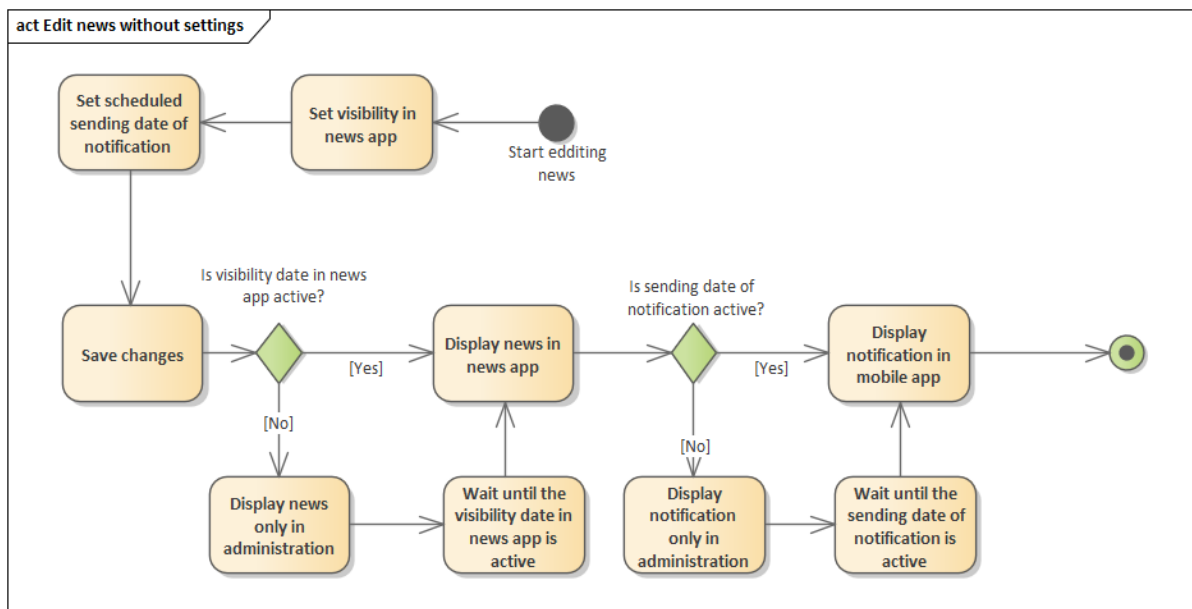 act Edit news without settings
Set scheduled
sending date of
notification
Set visibility in
news app
Start edditing
news
Is visibility date in news
app active?
Is sending date of
notification active?
Save changes
[Yes]
Display news in
news app
[Yes]
Display
notification in
mobile app
[No]
[No]
Display news
only in
administration
Wait until the
visibility date in
news app is
active
Display
notification
only in
administration
Wait until the
sending date of
notification is
active